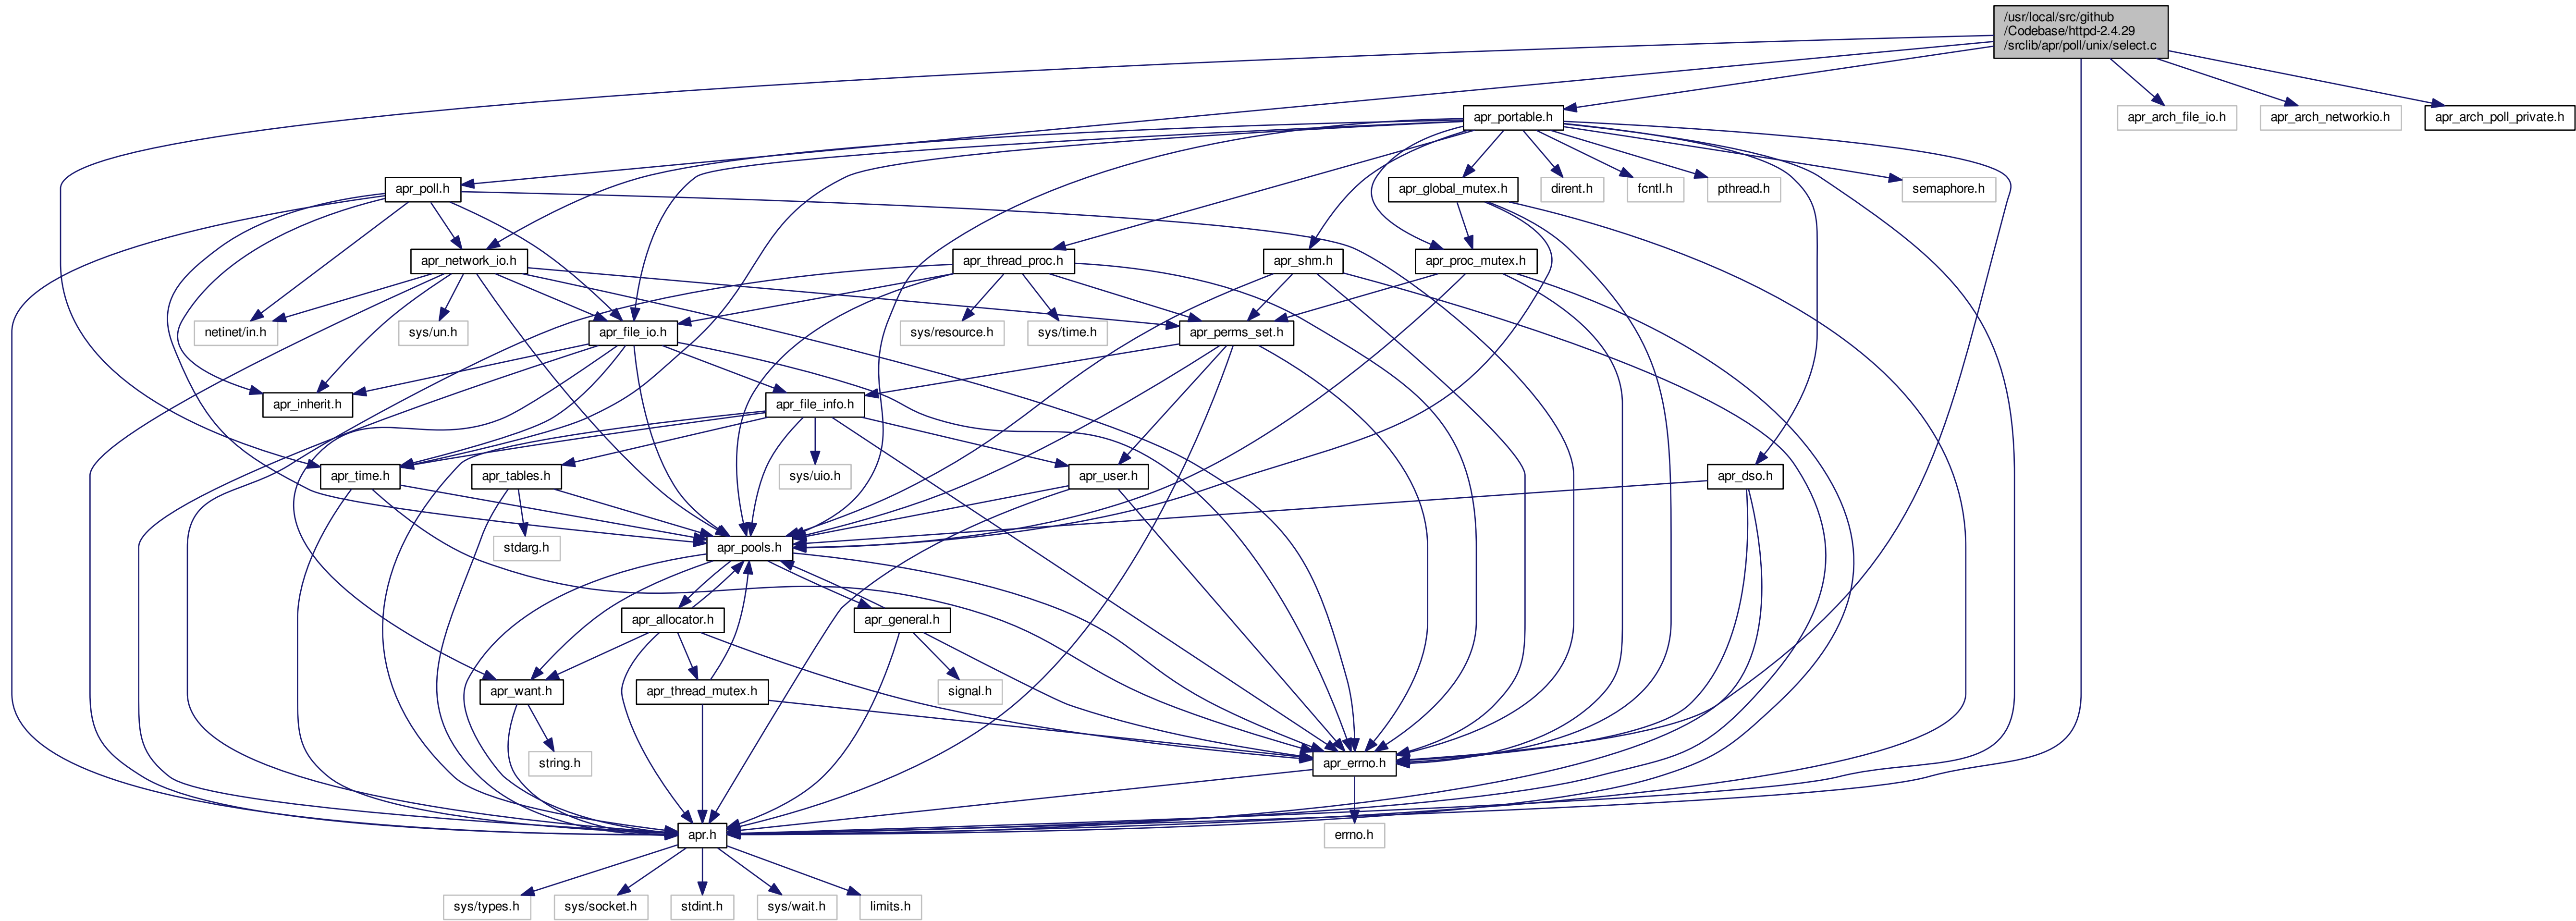 /usr/local/src/github
/Codebase/httpd-2.4.29
/srclib/apr/poll/unix/select.c
apr_portable.h
apr_arch_file_io.h
apr_arch_networkio.h
apr_arch_poll_private.h
apr_poll.h
apr_global_mutex.h
dirent.h
fcntl.h
pthread.h
semaphore.h
apr_network_io.h
apr_thread_proc.h
apr_shm.h
apr_proc_mutex.h
netinet/in.h
sys/un.h
apr_file_io.h
sys/resource.h
sys/time.h
apr_perms_set.h
apr_inherit.h
apr_file_info.h
apr_time.h
apr_tables.h
sys/uio.h
apr_user.h
apr_dso.h
stdarg.h
apr_pools.h
apr_allocator.h
apr_general.h
apr_want.h
apr_thread_mutex.h
signal.h
string.h
apr_errno.h
apr.h
errno.h
sys/types.h
sys/socket.h
stdint.h
sys/wait.h
limits.h